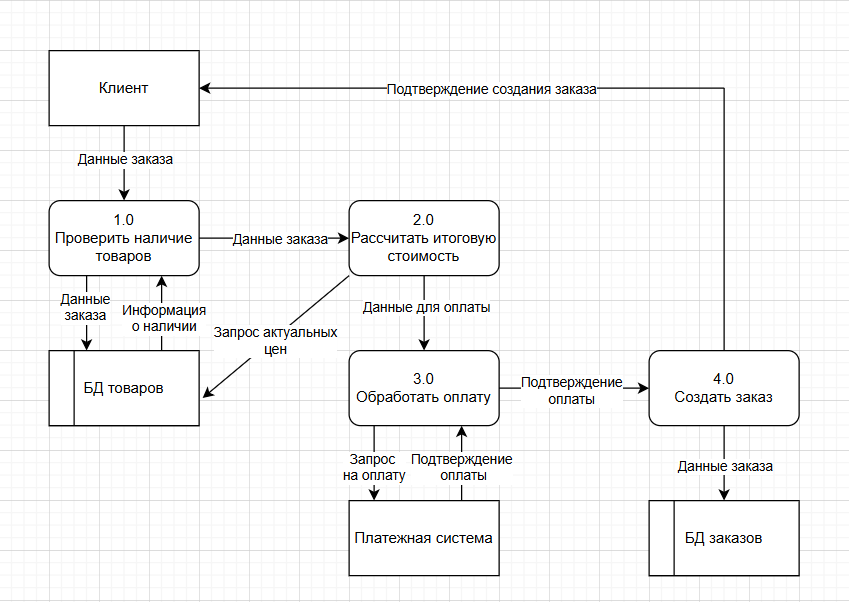 Клиент
Подтверждение создания заказа
Данные заказа
1.0
Проверить наличие
товаров
Данные заказа
2.0
Рассчитать итоговую
стоимость
Данные
заказа
Информация
о наличии
Запрос актуальных
цен
Данные для оплаты
БД товаров
3.0
Обработать оплату
Подтверждение
оплаты
4.0
Создать заказ
Запрос
на оплату
Подтверждение
оплаты
Данные заказа
Платежная система
БД заказов